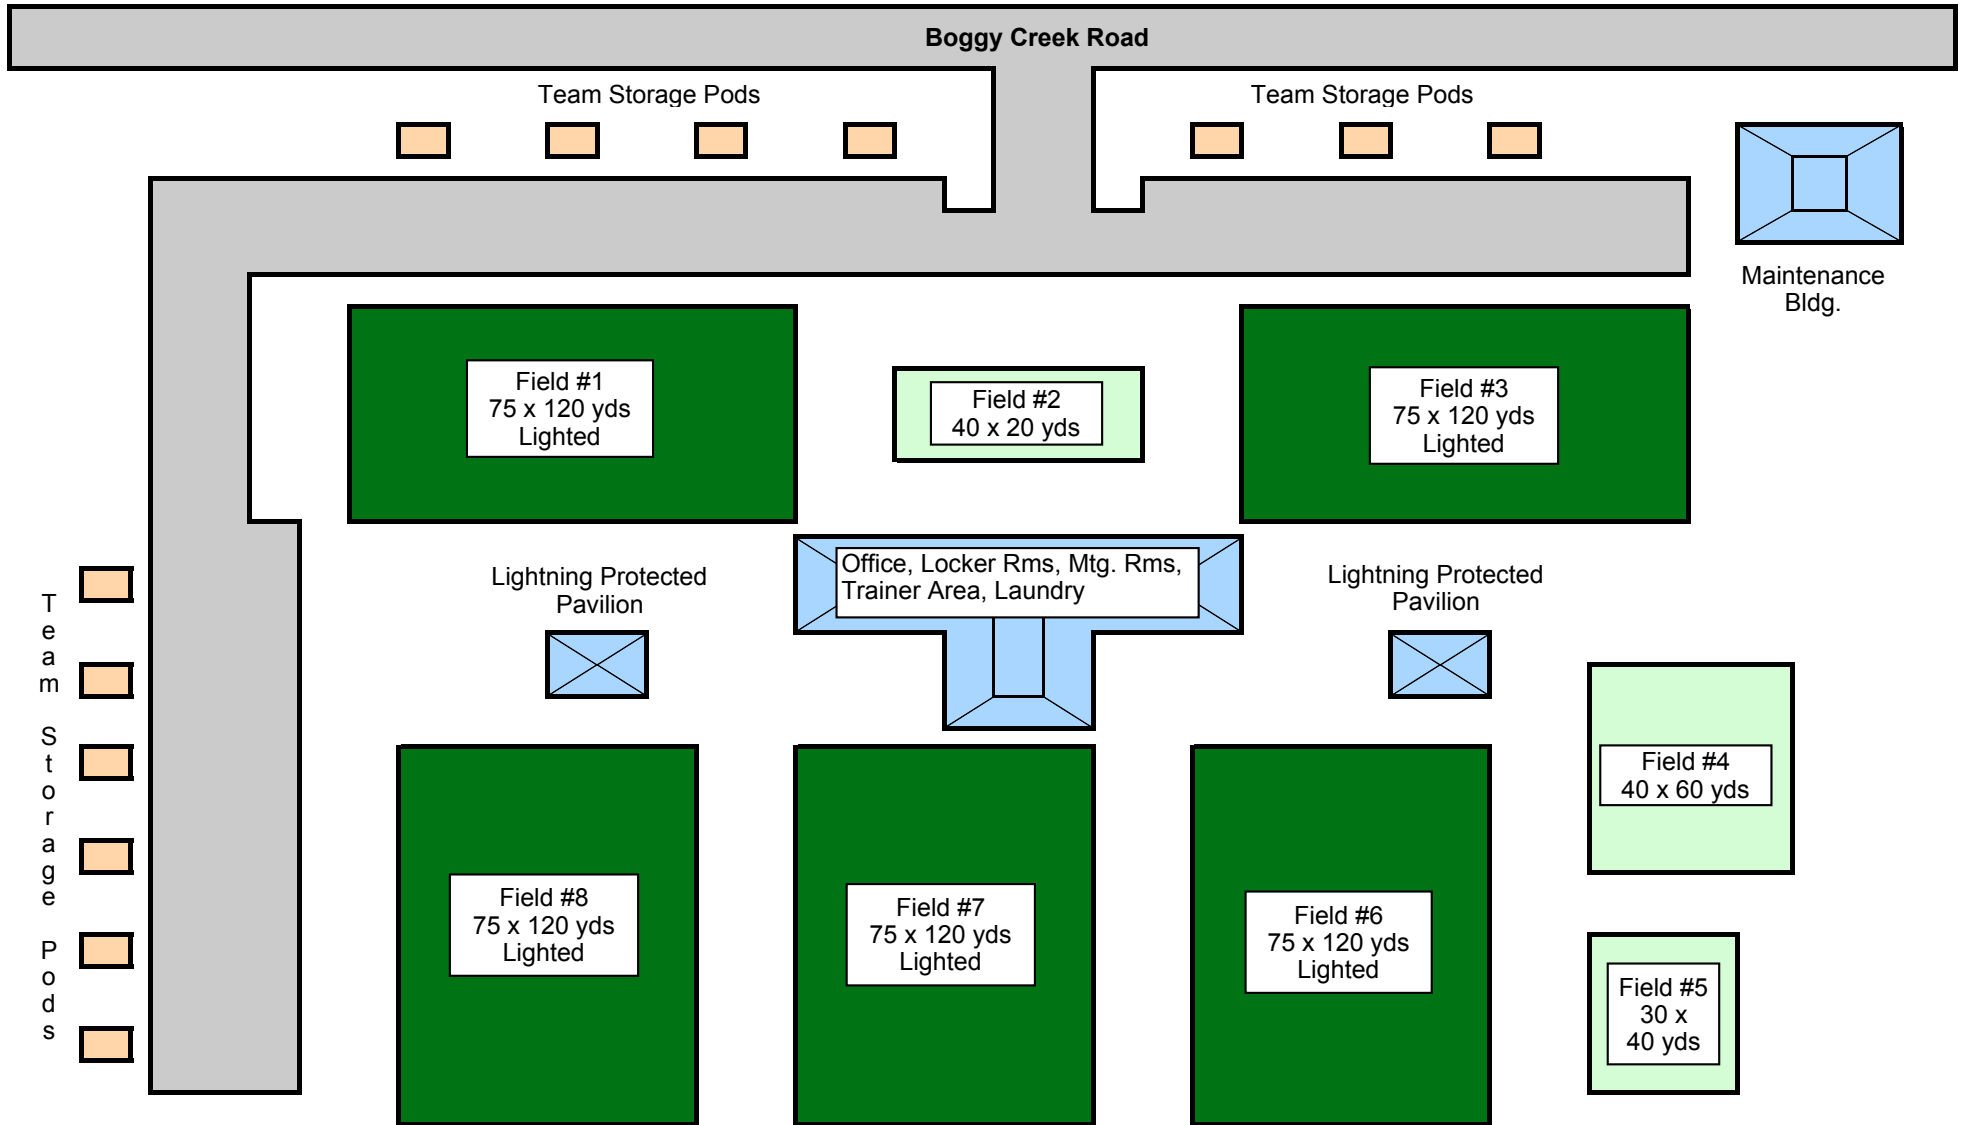 Boggy Creek Road
Team Storage Pods
Team Storage Pods
Maintenance
Bldg.
Field #1
75 x 120 yds
Lighted
Field #2
40 x 20 yds
Field #3
75 x 120 yds
Lighted
Office, Locker Rms, Mtg. Rms,
Trainer Area, Laundry
Lightning Protected
Pavilion
Lightning Protected
Pavilion
Team Storage Pods
Field #4
40 x 60 yds
Field #8
75 x 120 yds
Lighted
Field #7
75 x 120 yds
Lighted
Field #6
75 x 120 yds
Lighted
Field #5
30 x
40 yds